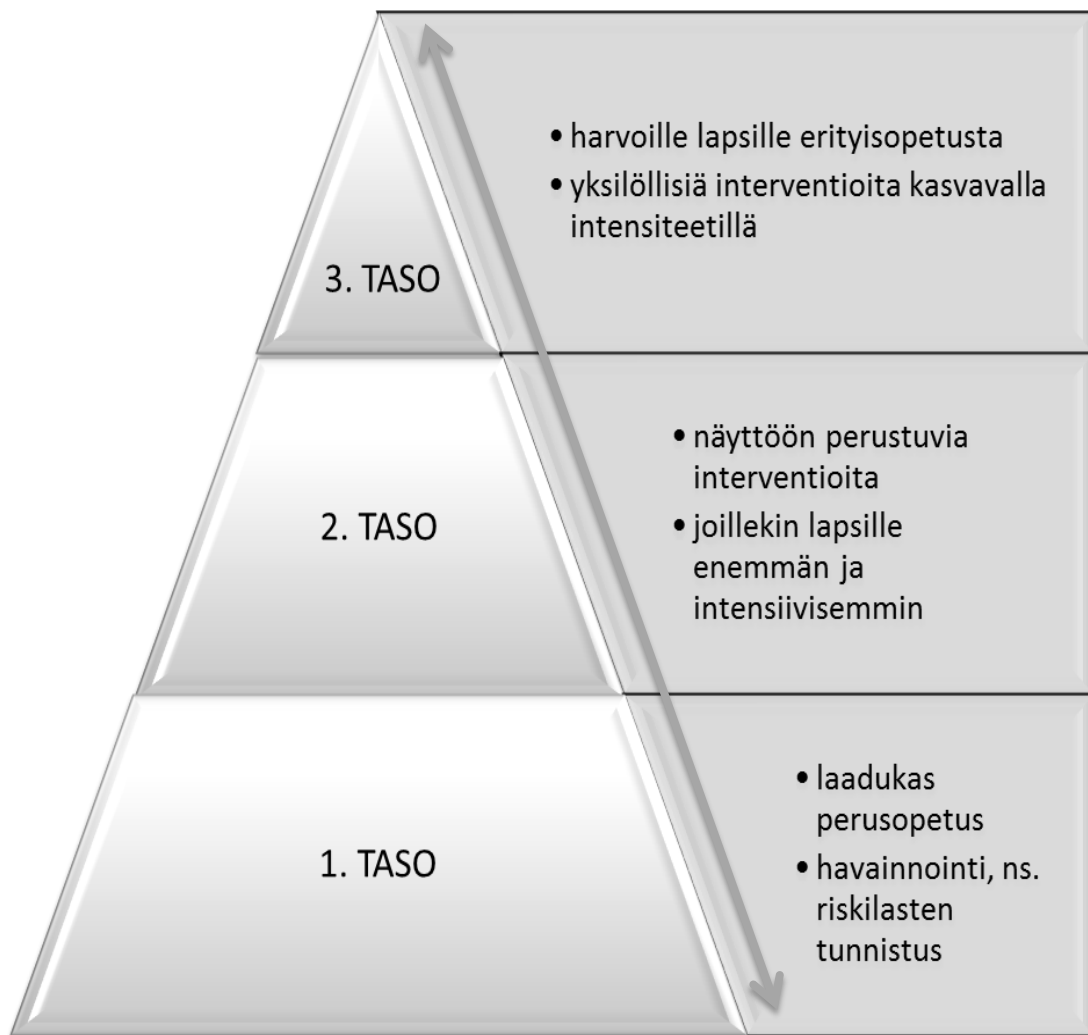 • harvoille lapsille erityisopetusta
• yksilöllisiä interventioita kasvavalla
intensiteetillä
3. TASO
• näyttöön perustuvia
interventioita
• joillekin lapsille
enemmän ja
intensiivisemmin
2. TASO
• laadukas
perusopetus
• havainnointi, ns.
riskilasten
tunnistus
1. TASO